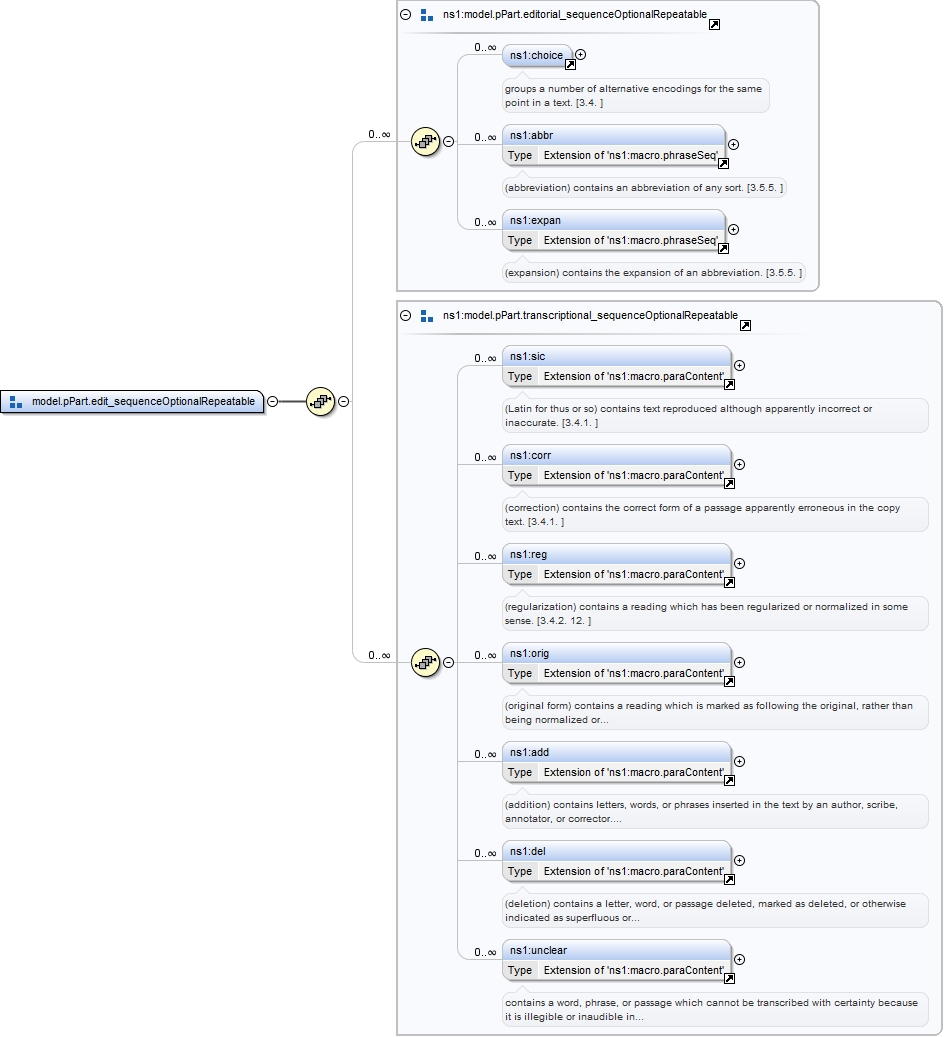 ns1:model.pPart.editorial_sequenceOptionalRepeatable
0..∞
ns1:choice
groups a number of alternative encodings for the same
point in a text. [3.4. ]
0..∞
0..∞
ns1:abbr
Type Extension of 'ns1:macro.phraseSeq'
(abbreviation) contains an abbreviation of any sort. [3.5.5. ]
0..∞
ns1:expan
Type Extension of 'ns1:macro.phraseSeq'
(expansion) contains the expansion of an abbreviation. [3.5.5. ]
model.pPart.edit_sequenceOptionalRepeatable
ns1:model.pPart.transcriptional_sequenceOptionalRepeatable
0..∞
ns1:sic
Type Extension of 'ns1:macro.paraContent'
(Latin for thus or so) contains text reproduced although apparently incorrect or
inaccurate. [3.4.1. ]
0..∞
ns1:corr
Type Extension of 'ns1:macro.paraContent'
(correction) contains the correct form of a passage apparently erroneous in the copy
text. [3.4.1. ]
0..∞
ns1:reg
Type Extension of 'ns1:macro.paraContent'
(regularization) contains a reading which has been regularized or normalized in some
sense. [3.4.2. 12. ]
0..∞
0..∞
ns1:orig
Type Extension of 'ns1:macro.paraContent'
(original form) contains a reading which is marked as following the original, rather than
being normalized or...
0..∞
ns1:add
Type Extension of 'ns1:macro.paraContent'
(addition) contains letters, words, or phrases inserted in the text by an author, scribe,
annotator, or corrector....
0..∞
ns1:del
Type Extension of 'ns1:macro.paraContent'
(deletion) contains a letter, word, or passage deleted, marked as deleted, or otherwise
indicated as superfluous or...
0..∞
ns1:unclear
Type Extension of 'ns1:macro.paraContent'
contains a word, phrase, or passage which cannot be transcribed with certainty because
it is illegible or inaudible in...